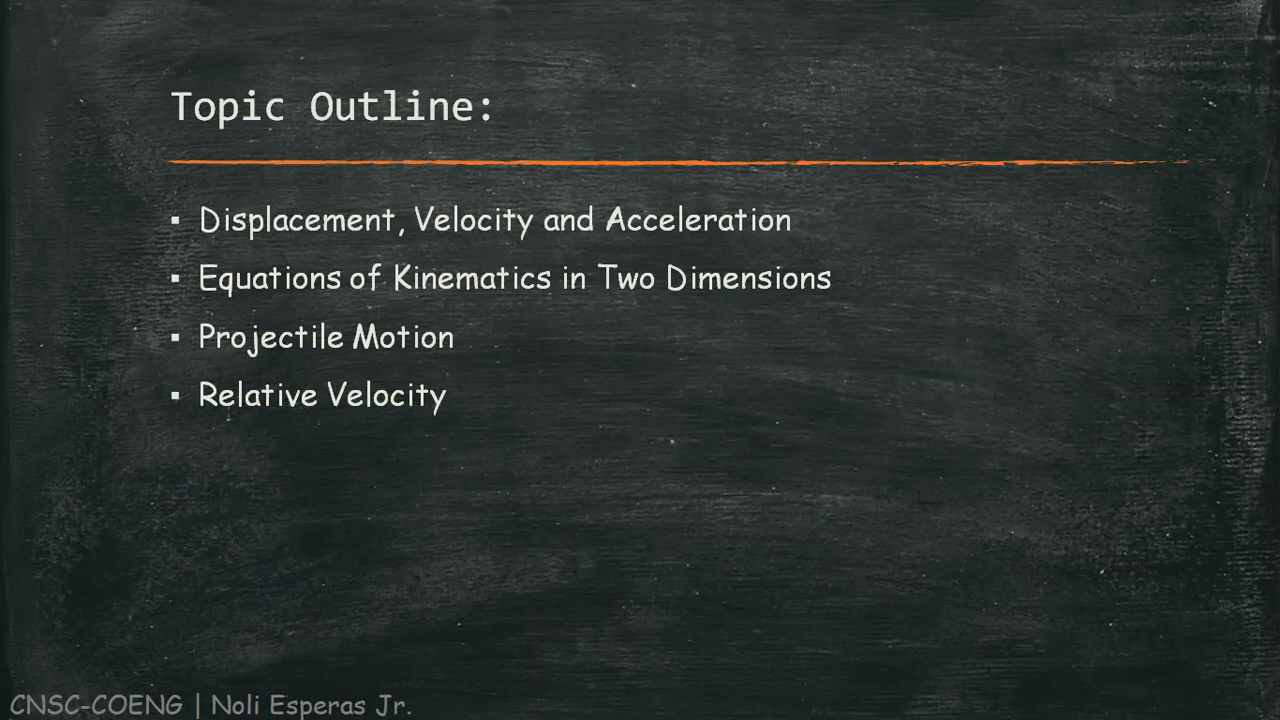 Topic Outline:
▪ Displacement, Velocity and Acceleration
▪ Equations of Kinematics in Two Dimensions
▪ Projectile Motion
▪ Relative Velocity
CNSC-COENG | Noli Esperas Jr.